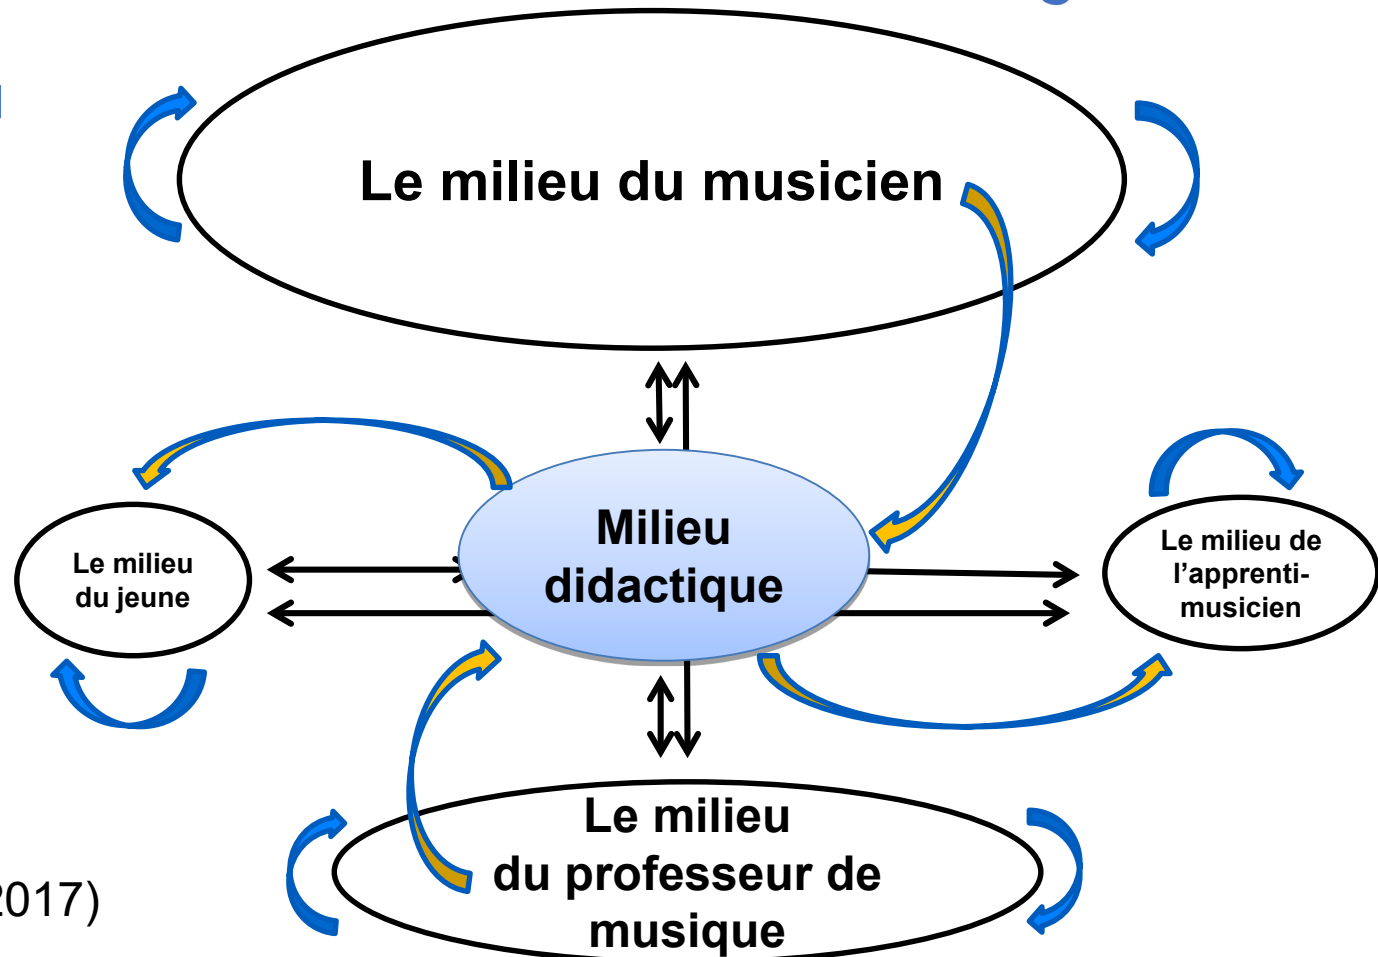 Le milieu du musicien
Milieu
didactique
Le milieu
du jeune
Le milieu de
l'apprenti-
musicien
Le milieu
du professeur de
musique
2017)